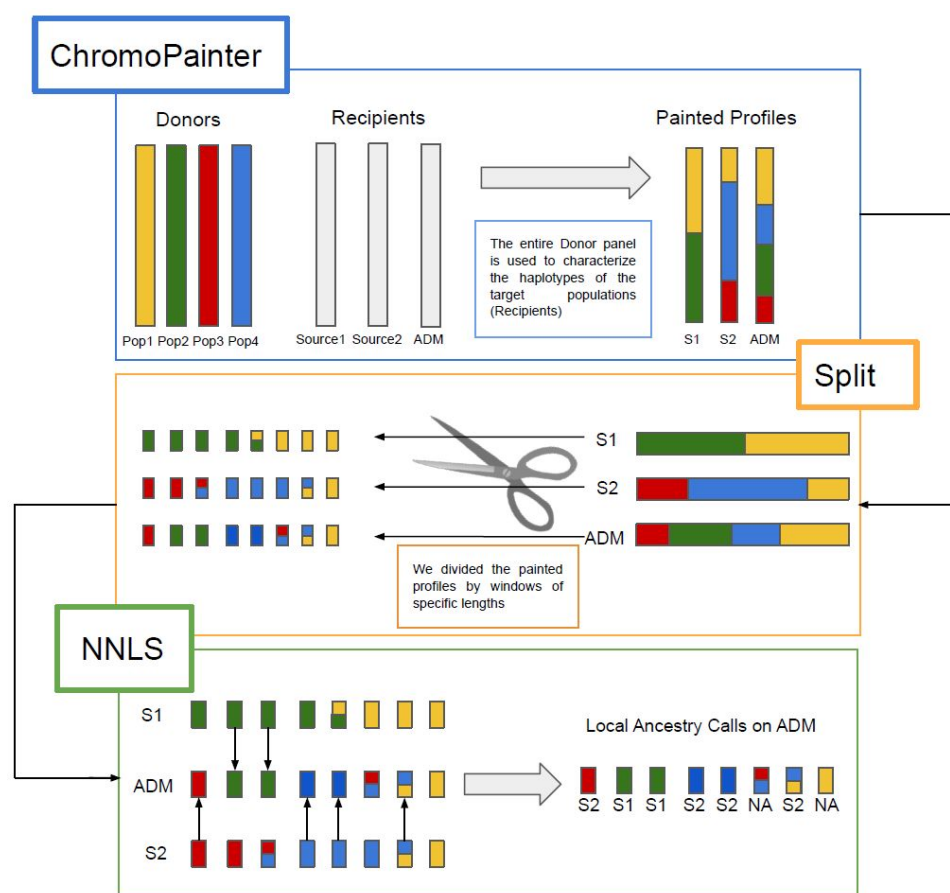 ChromoPainter
Donors
Recipients
Painted Profiles
The entire Donor panel
is used to characterize
the haplotypes of the
target populations
(Recipients)
Pop1 Pop2 Pop3 Pop4
Source1 Source2 ADM
S1 S2 ADM
Split
S1
S2
ADM
We divided the painted
profiles by windows of
specific lengths
NNLS
S1
ADM
S2
Local Ancestry Calls on ADM
S2 S1 S1 S2 S2 NA S2 NA